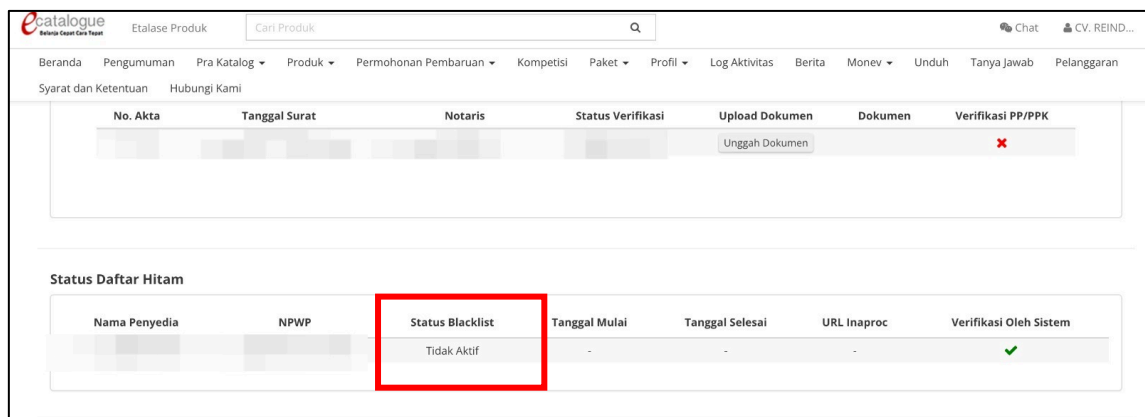 ecatalogue
Belanja Cepat Cara Tepat
Etalase Produk
Cari Produk
Chat
CV. REIND...
Beranda Pengumuman Pra Katalog Produk Permohonan Pembaruan Kompetisi Paket Profil Log Aktivitas Berita Monev Unduh Tanya Jawab Pelanggaran
Syarat dan Ketentuan Hubungi Kami
No. Akta Tanggal Surat Notaris Status Verifikasi Upload Dokumen Dokumen Verifikasi PP/PPK
Unggah Dokumen
Status Daftar Hitam
Nama Penyedia NPWP Status Blacklist Tanggal Mulai Tanggal Selesai URL Inaproc Verifikasi Oleh Sistem
Tidak Aktif - - -